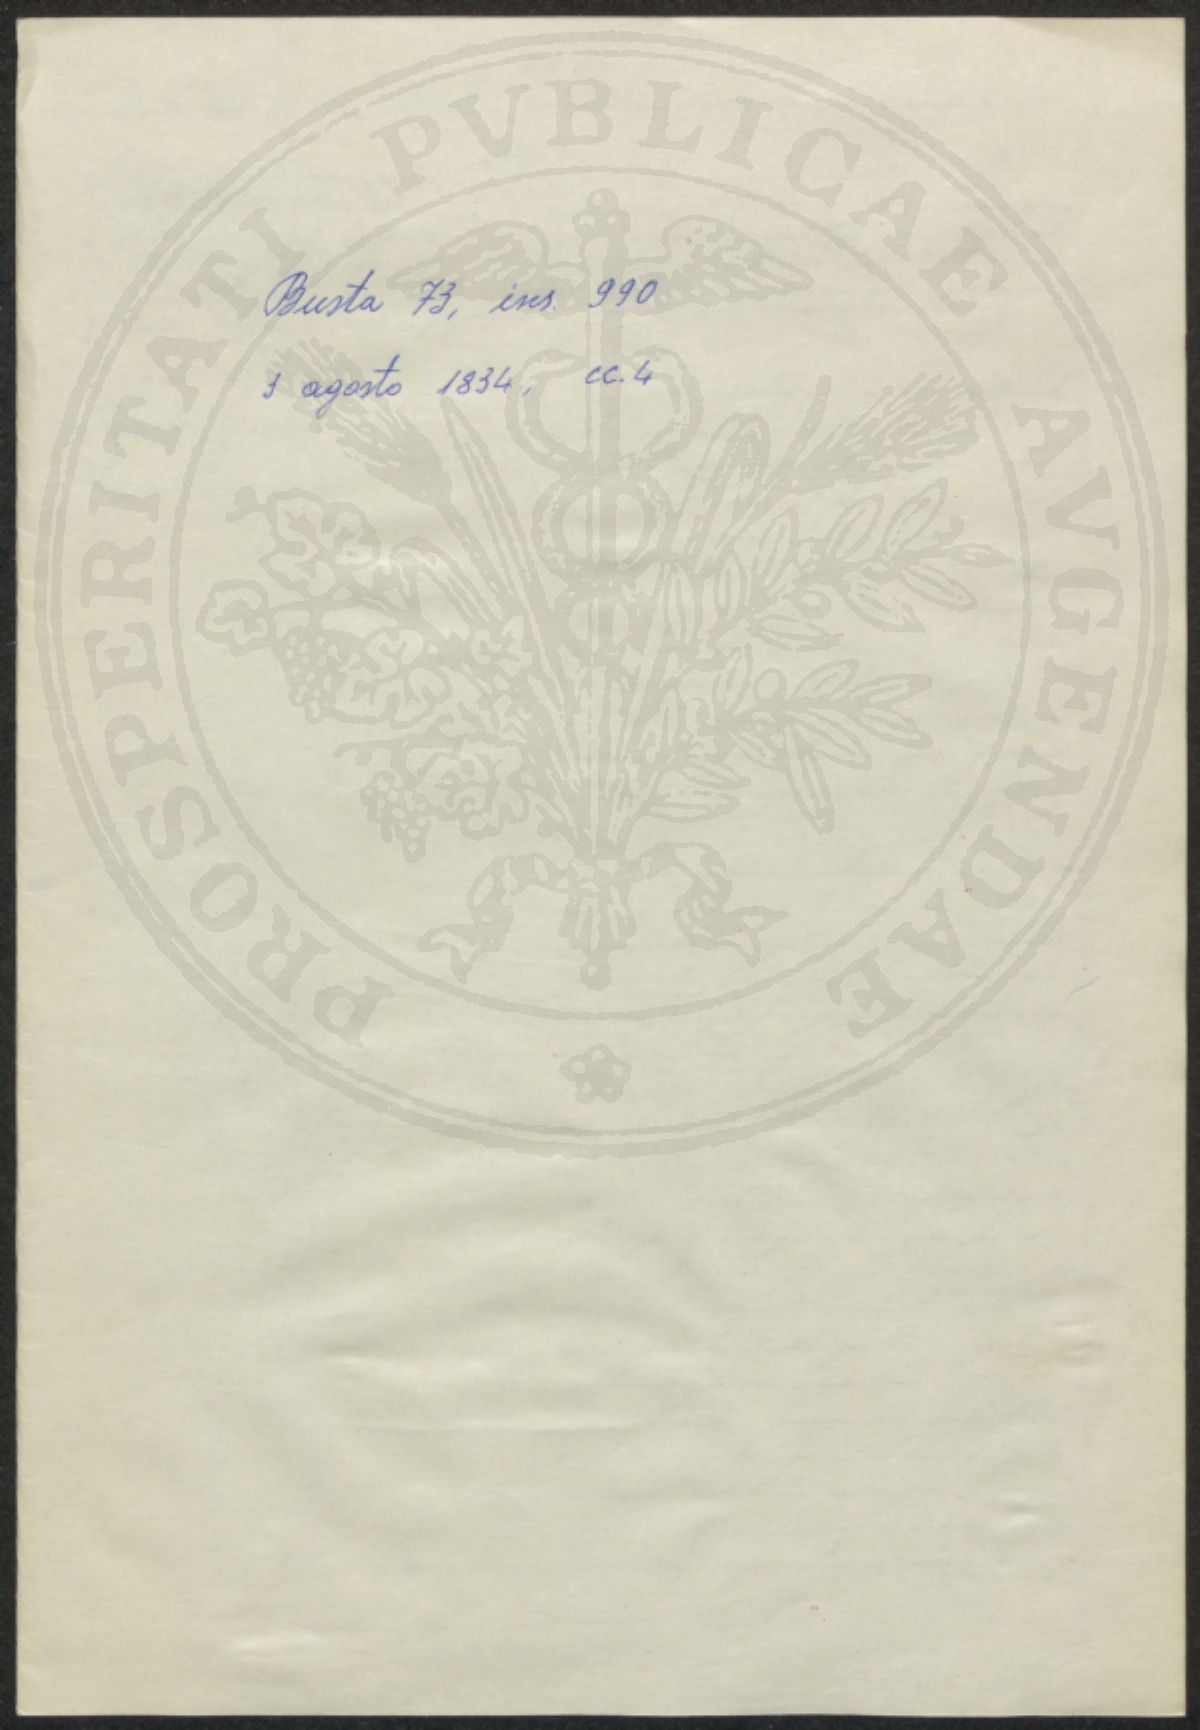 Busta 73, ins. 990
3 agosto 1834, cc. 4
PROSPERITATI PVBLICAE AVGENDAE